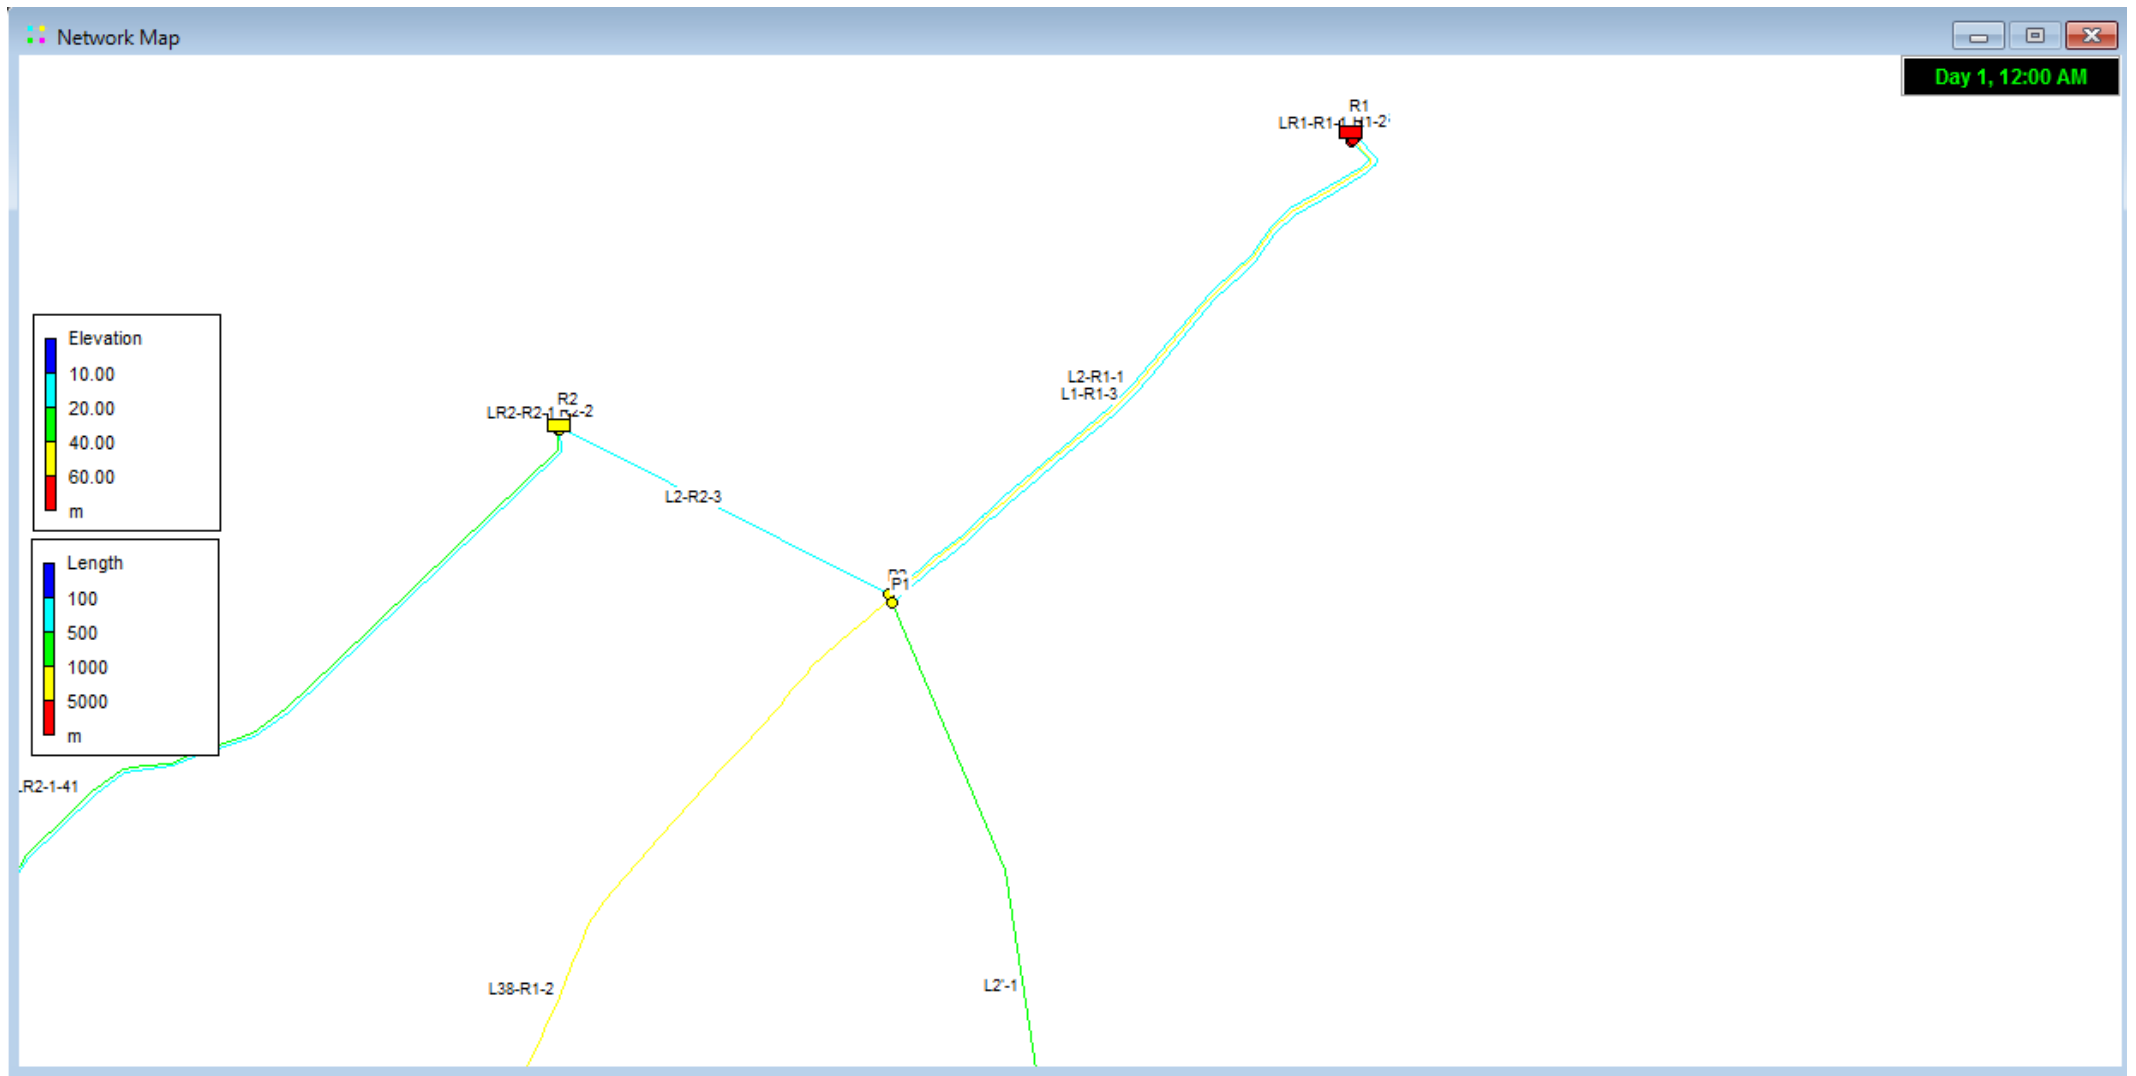 Network Map
Day 1, 12:00 AM
R1
LR1-R1-1
L2-R1-1
L1-R1-3
Elevation
10.00
20.00
40.00
60.00
m
R2
LR2-R2-1
L2-R2-3
Length
100
500
1000
5000
m
P1
LR2-1-41
L38-R1-2
L2'-1